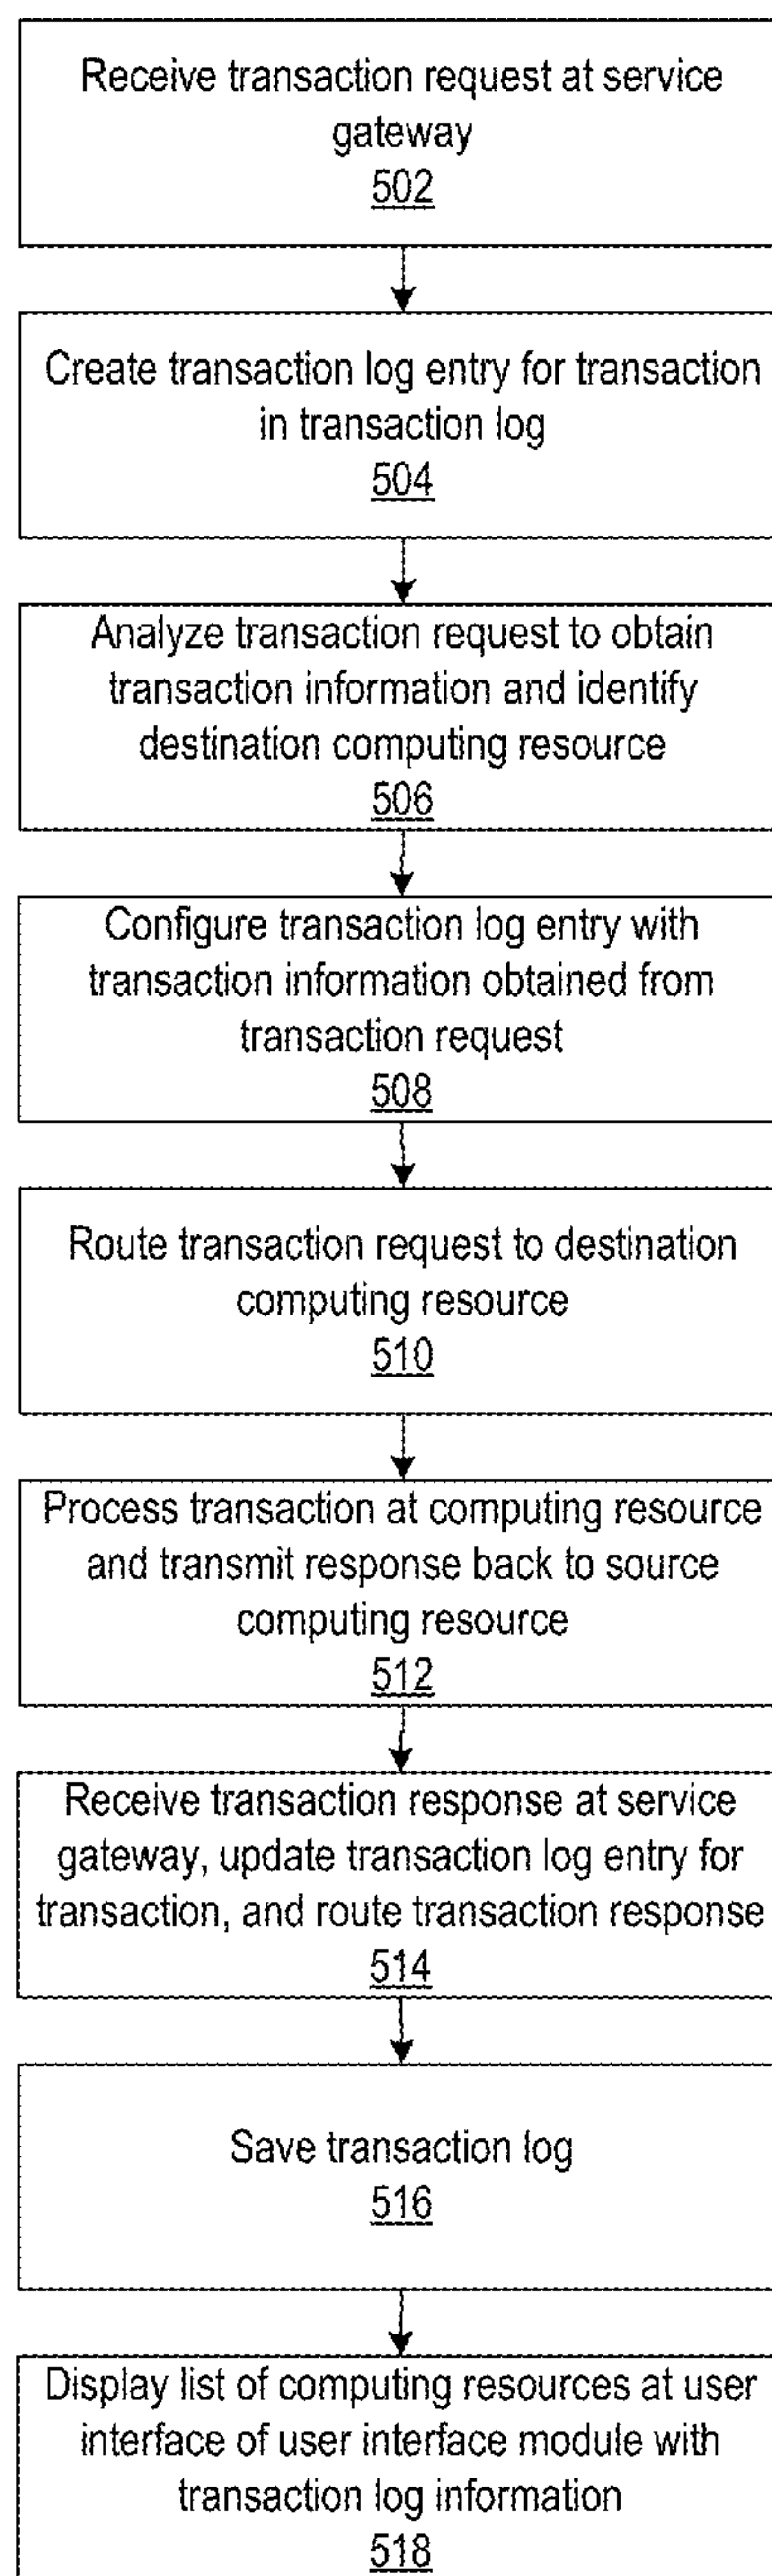 Receive transaction request at service
gateway
502
Create transaction log entry for transaction
in transaction log
504
Analyze transaction request to obtain
transaction information and identify
destination computing resource
506
Configure transaction log entry with
transaction information obtained from
transaction request
508
Route transaction request to destination
computing resource
510
Process transaction at computing resource
and transmit response back to source
computing resource
512
Receive transaction response at service
gateway, update transaction log entry for
transaction, and route transaction response
514
Save transaction log
516
Display list of computing resources at user
interface of user interface module with
transaction log information
518